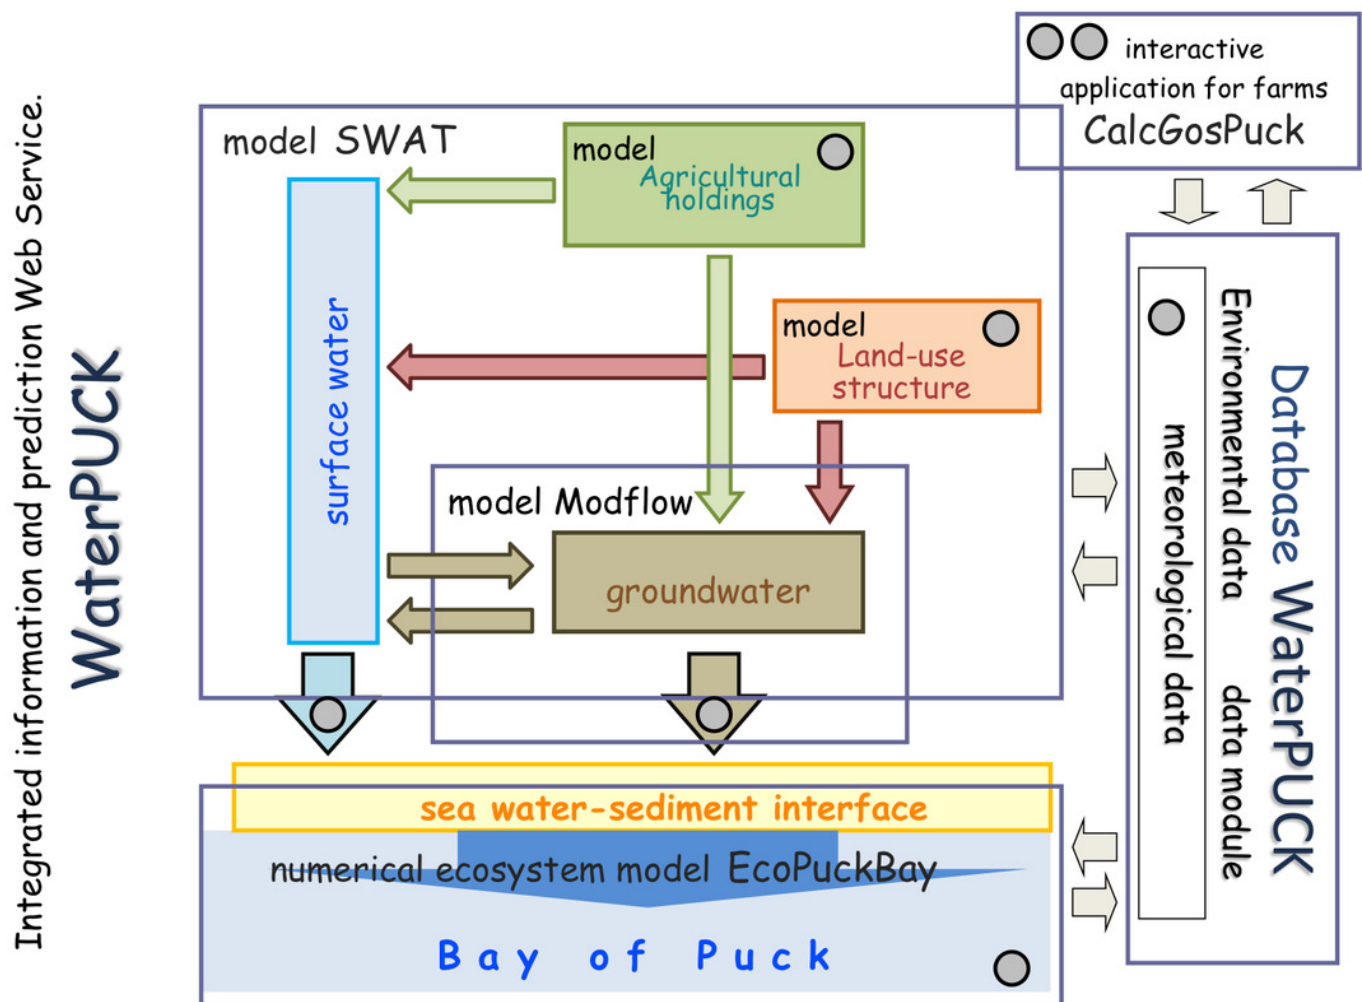 Integrated information and prediction Web Service.
WaterPUCK
interactive
application for farms
CalcGosPuck
model SWAT
model
Agricultural
holdings
surface water
model
Land-use
structure
model Modflow
groundwater
sea water-sediment interface
numerical ecosystem model EcoPuckBay
Bay of Puck
meteorological data
Environmental data data module
Database WaterPUCK